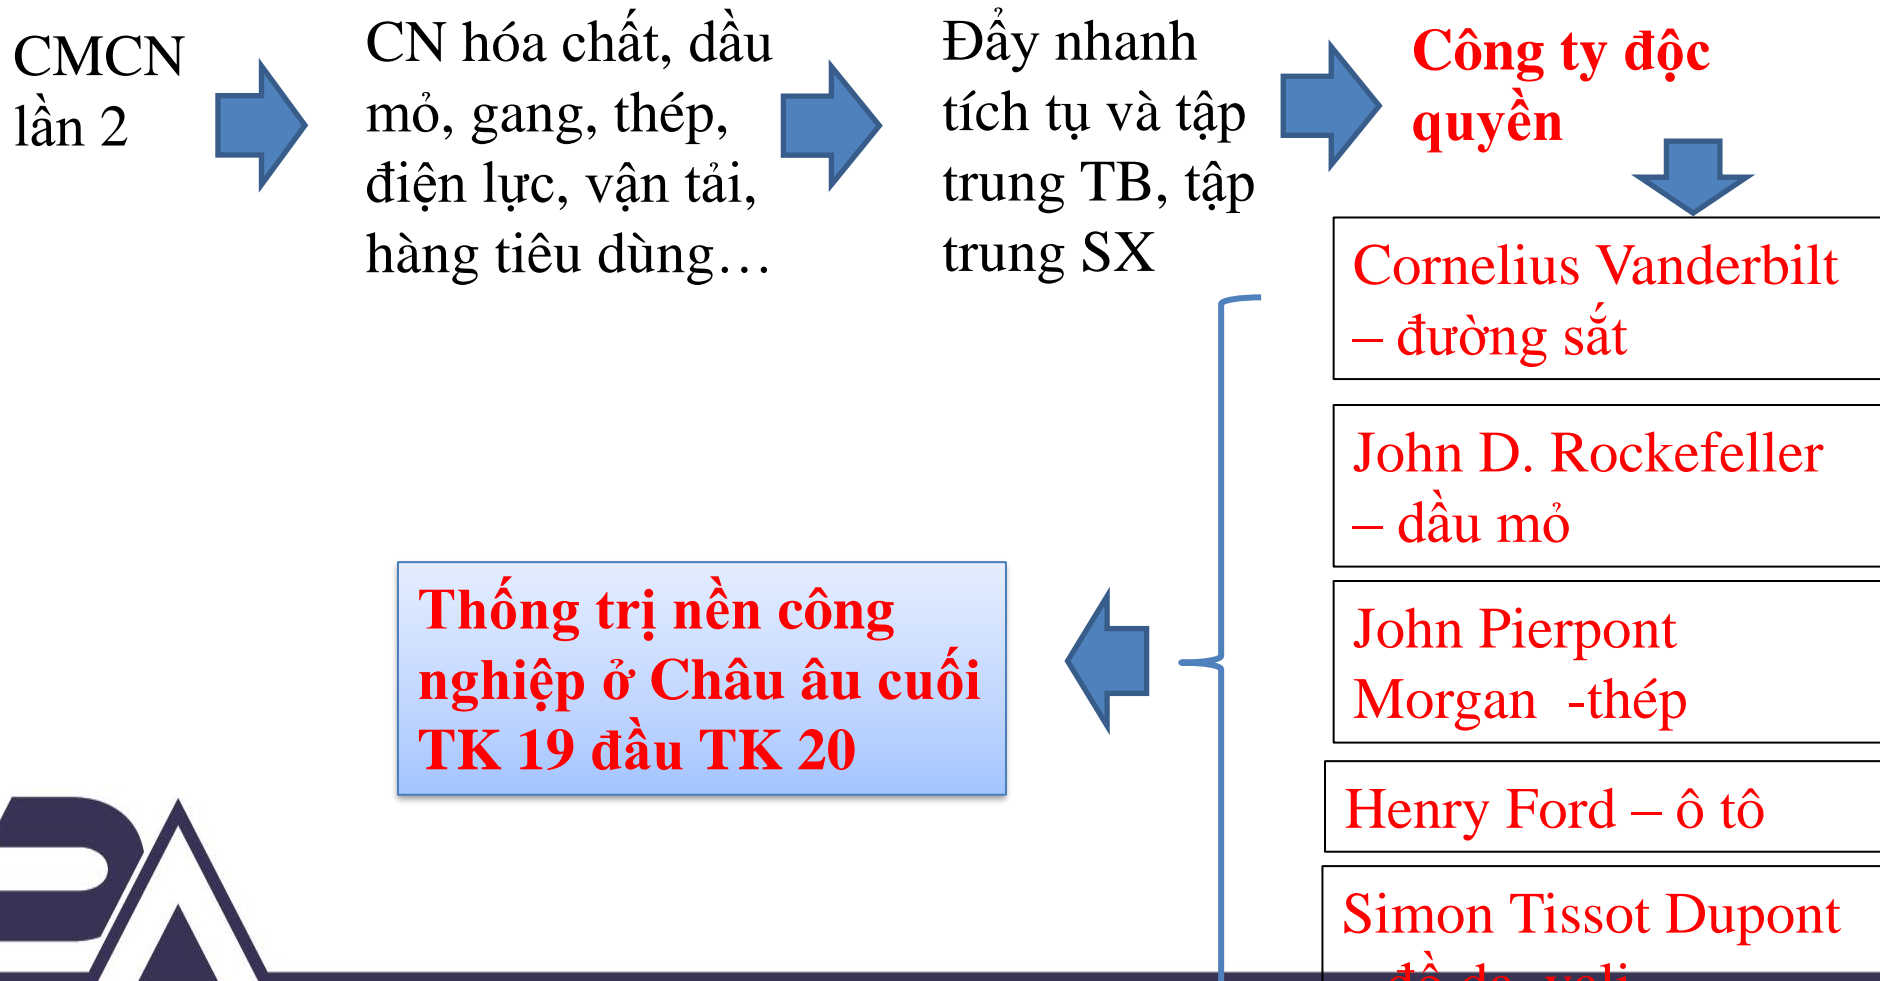 CMCN
lần 2
CN hóa chất, dầu
mỏ, gang, thép,
điện lực, vận tải,
hàng tiêu dùng…
Đẩy nhanh
tích tụ và tập
trung TB, tập
trung SX
Công ty độc
quyền
Cornelius Vanderbilt
– đường sắt
John D. Rockefeller
– dầu mỏ
John Pierpont
Morgan -thép
Henry Ford – ô tô
Simon Tissot Dupont
– đồ da, vali
Thống trị nền công
nghiệp ở Châu âu cuối
TK 19 đầu TK 20